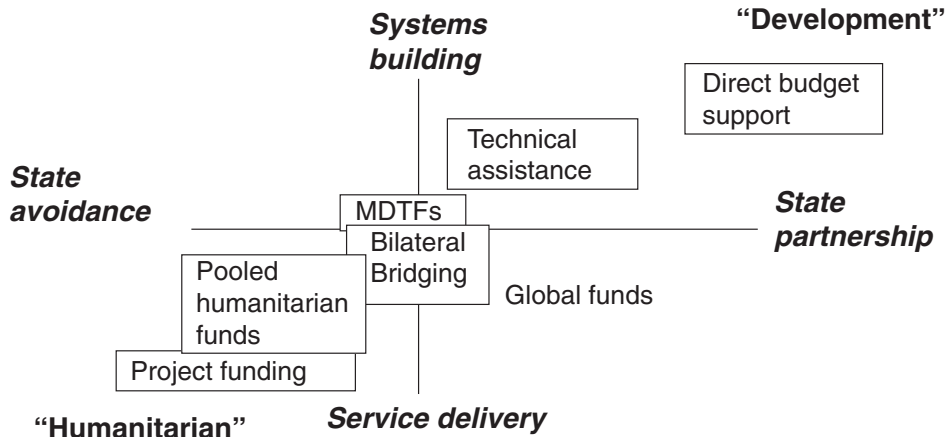 “Development”
Systems
building
Direct budget
support
Technical
assistance
State
avoidance
MDTFs
State
partnership
Bilateral
Bridging
Pooled
humanitarian
funds
Global funds
Project funding
“Humanitarian”
Service delivery